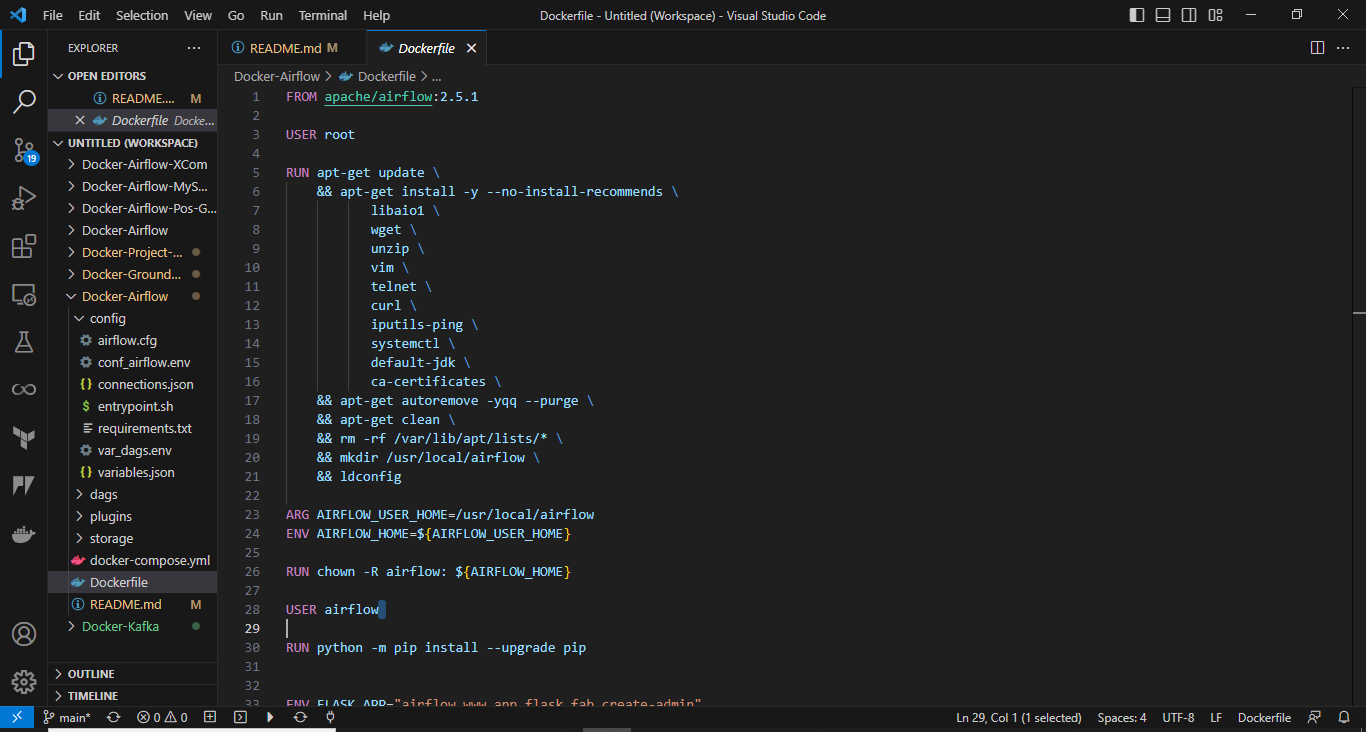 File Edit Selection View Go Run Terminal Help
Dockerfile - Untitled (Workspace) - Visual Studio Code
EXPLORER
OPEN EDITORS
README.... M
Dockerfile Docke...
UNTITLED (WORKSPACE)
Docker-Airflow-XCom
Docker-Airflow-MyS...
Docker-Airflow-Pos-G...
Docker-Airflow
Docker-Project-...
Docker-Ground...
Docker-Airflow
config
airflow.cfg
conf_airflow.env
{} connections.json
$ entrypoint.sh
requirements.txt
var_dags.env
{} variables.json
dags
plugins
storage
docker-compose.yml
Dockerfile
README.md M
Docker-Kafka
OUTLINE
TIMELINE
19
README.md M
Dockerfile
Docker-Airflow > Dockerfile > ...
1 FROM apache/airflow:2.5.1
2
3 USER root
4
5 RUN apt-get update \
6 && apt-get install -y --no-install-recommends \
7 libaio1 \
8 wget \
9 unzip \
10 vim \
11 telnet \
12 curl \
13 iputils-ping \
14 systemctl \
15 default-jdk \
16 ca-certificates \
17 && apt-get autoremove -yqq --purge \
18 && apt-get clean \
19 && rm -rf /var/lib/apt/lists/* \
20 && mkdir /usr/local/airflow \
21 && ldconfig
22
23 ARG AIRFLOW_USER_HOME=/usr/local/airflow
24 ENV AIRFLOW_HOME=${AIRFLOW_USER_HOME}
25
26 RUN chown -R airflow: ${AIRFLOW_HOME}
27
28 USER airflow
29
30 RUN python -m pip install --upgrade pip
31
32
33 ENV FLASK_APP="airflow.www.app flask fab create-admin"
main* 0 0
Ln 29, Col 1 (1 selected) Spaces: 4 UTF-8 LF Dockerfile